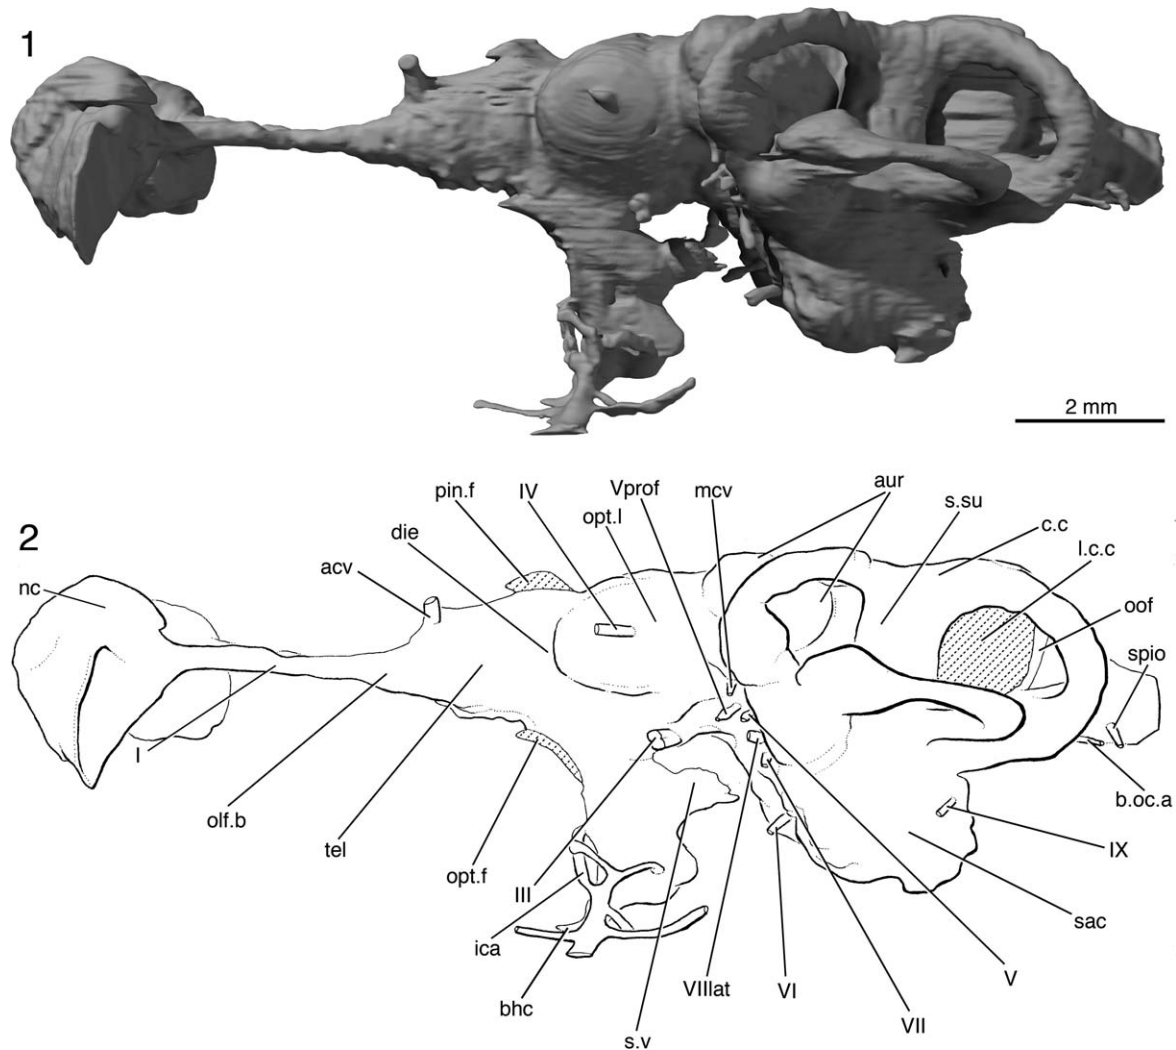 1
2 mm
2
pin.f
IV
Vprof
mcv
aur
opt.l
s.su
die
c.c
acv
l.c.c
nc
oof
spio
I
b.oc.a
olf.b
IX
tel
opt.f
III
sac
ica
V
VIIlat
VI
bhc
VII
s.v